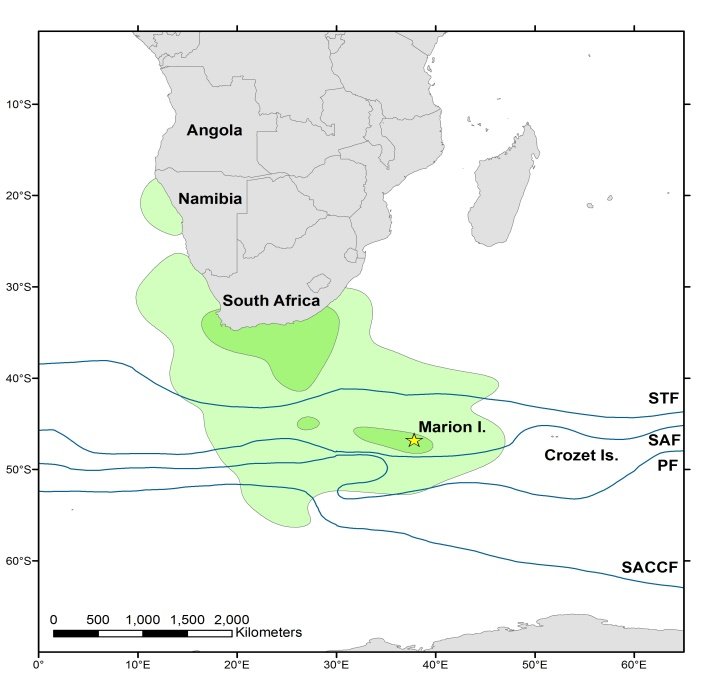 10°S
Angola
20°S
Namibia
30°S
South Africa
40°S
STF
Marion I.
SAF
Crozet Is.
PF
50°S
SACCF
60°S
0 500 1,000 1,500 2,000
Kilometers
0° 10°E 20°E 30°E 40°E 50°E 60°E